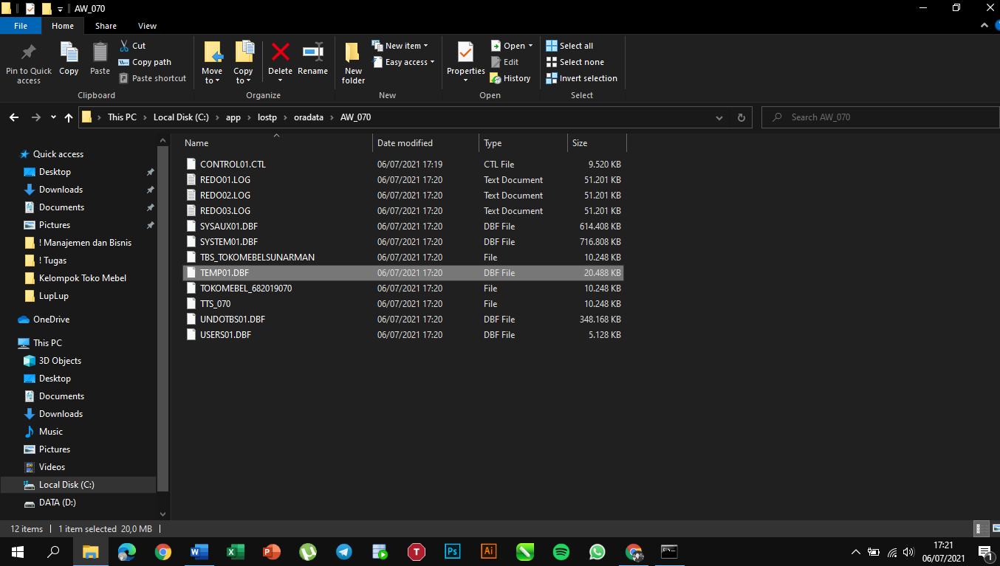 AW_070
File Home Share View
Pin to Quick access
Copy
Paste
Cut
Copy path
Paste shortcut
Clipboard
Move to
Copy to
Delete
Rename
Organize
New folder
New item
Easy access
New
Properties
Open
Edit
History
Open
Select all
Select none
Invert selection
Select
This PC › Local Disk (C:) › app › lostp › oradata › AW_070
Search AW_070
Quick access
Desktop
Downloads
Documents
Pictures
! Manajemen dan Bisnis
! Tugas
Kelompok Toko Mebel
LupLup
OneDrive
This PC
3D Objects
Desktop
Documents
Downloads
Music
Pictures
Videos
Local Disk (C:)
DATA (D:)
Name Date modified Type Size
CONTROL01.CTL 06/07/2021 17:19 CTL File 9.520 KB
REDO01.LOG 06/07/2021 17:20 Text Document 51.201 KB
REDO02.LOG 06/07/2021 17:20 Text Document 51.201 KB
REDO03.LOG 06/07/2021 17:20 Text Document 51.201 KB
SYSAUX01.DBF 06/07/2021 17:20 DBF File 614.408 KB
SYSTEM01.DBF 06/07/2021 17:20 DBF File 716.808 KB
TBS_TOKOMEBELSUNARMAN 06/07/2021 17:20 File 10.248 KB
TEMP01.DBF 06/07/2021 17:20 DBF File 20.488 KB
TOKOMEBEL_682019070 06/07/2021 17:20 File 10.248 KB
TTS_070 06/07/2021 17:20 File 10.248 KB
UNDOTBS01.DBF 06/07/2021 17:20 DBF File 348.168 KB
USERS01.DBF 06/07/2021 17:20 DBF File 5.128 KB
12 items 1 item selected 20,0 MB
W X P T Ps Ai
17:21
06/07/2021
1